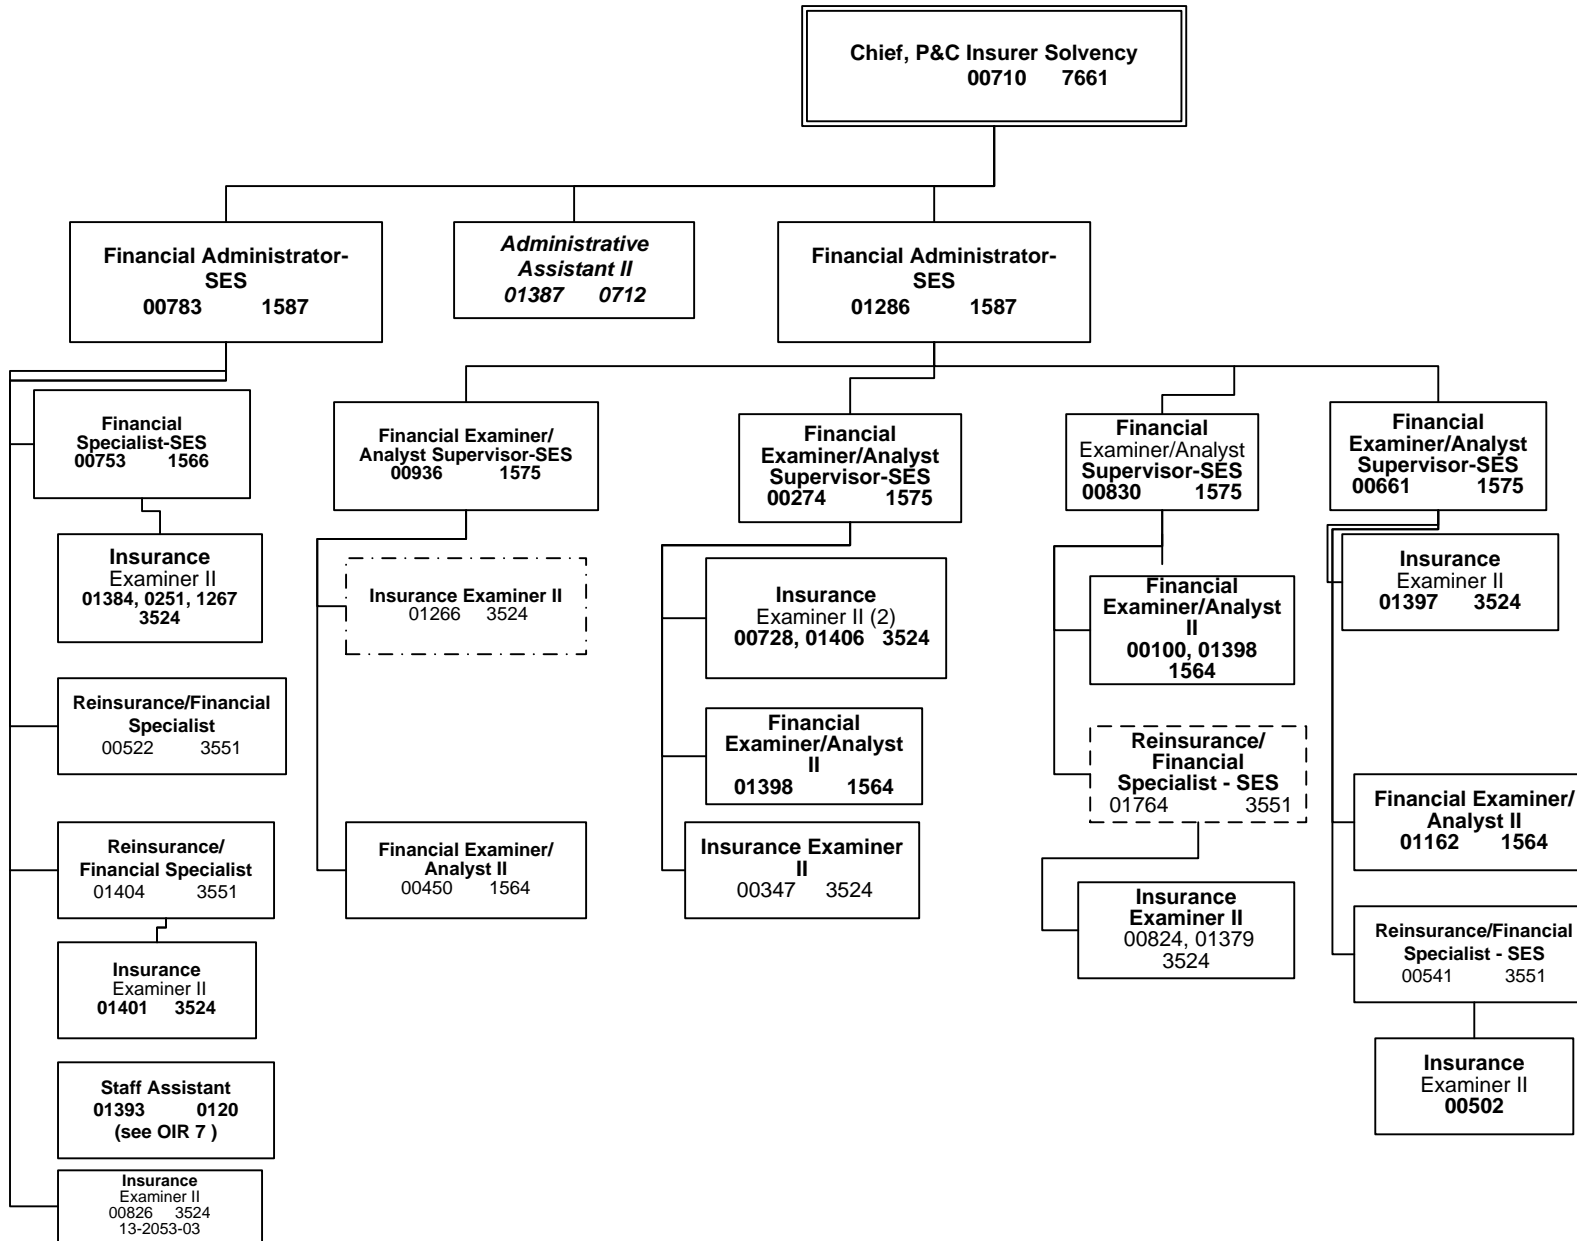 Chief, P&C Insurer Solvency
00710 7661
Financial Administrator-
SES
00783 1587
Administrative
Assistant II
01387 0712
Financial Administrator-
SES
01286 1587
Financial
Specialist-SES
00753 1566
Insurance
Examiner II
01384, 0251, 1267
3524
Reinsurance/Financial
Specialist
00522 3551
Reinsurance/
Financial Specialist
01404 3551
Insurance
Examiner II
01401 3524
Staff Assistant
01393 0120
(see OIR 7 )
Insurance
Examiner II
00826 3524
13-2053-03
Financial Examiner/
Analyst Supervisor-SES
00936 1575
Insurance Examiner II
01266 3524
Financial Examiner/
Analyst II
00450 1564
Financial
Examiner/Analyst
Supervisor-SES
00274 1575
Insurance
Examiner II (2)
00728, 01406 3524
Financial
Examiner/Analyst
II
01398 1564
Insurance Examiner
II
00347 3524
Financial
Examiner/Analyst
Supervisor-SES
00830 1575
Financial
Examiner/Analyst
II
00100, 01398
1564
Reinsurance/
Financial
Specialist - SES
01764 3551
Insurance
Examiner II
00824, 01379
3524
Financial
Examiner/Analyst
Supervisor-SES
00661 1575
Insurance
Examiner II
01397 3524
Financial Examiner/
Analyst II
01162 1564
Reinsurance/Financial
Specialist - SES
00541 3551
Insurance
Examiner II
00502